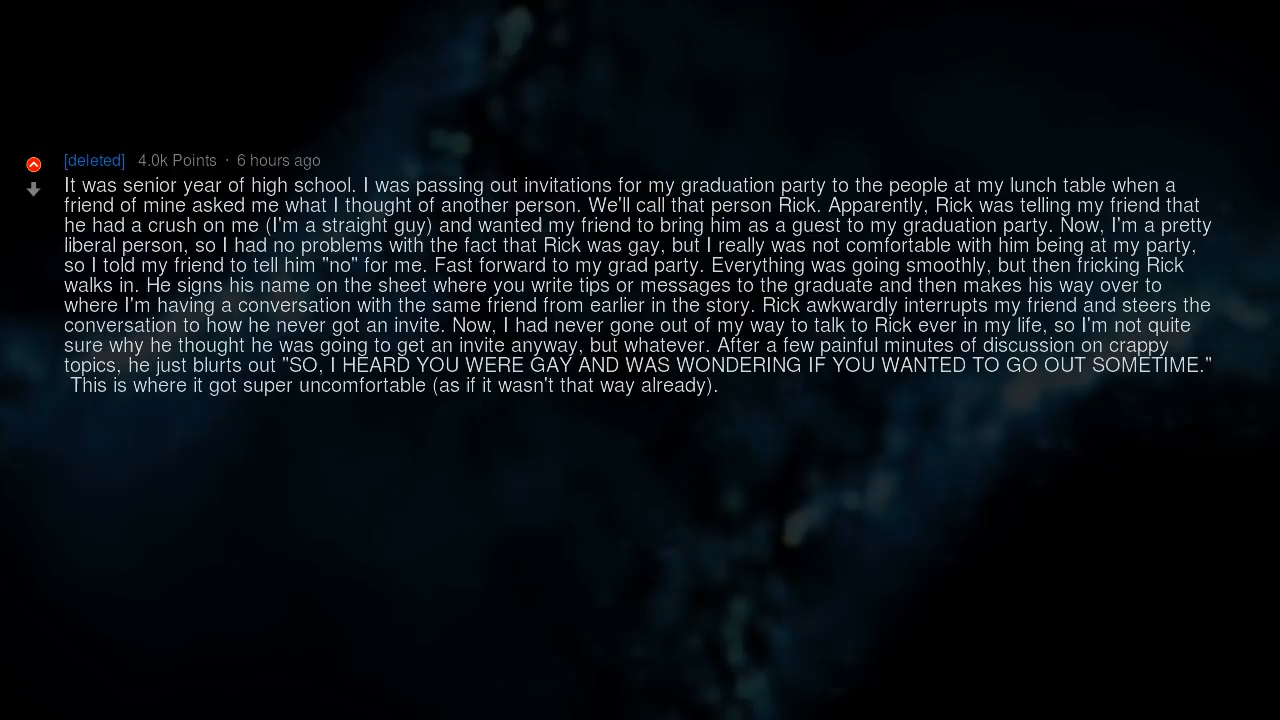 [deleted] 4.0k Points · 6 hours ago
It was senior year of high school. I was passing out invitations for my graduation party to the people at my lunch table when a
friend of mine asked me what I thought of another person. We'll call that person Rick. Apparently, Rick was telling my friend that
he had a crush on me (I'm a straight guy) and wanted my friend to bring him as a guest to my graduation party. Now, I'm a pretty
liberal person, so I had no problems with the fact that Rick was gay, but I really was not comfortable with him being at my party,
so I told my friend to tell him "no" for me. Fast forward to my grad party. Everything was going smoothly, but then fricking Rick
walks in. He signs his name on the sheet where you write tips or messages to the graduate and then makes his way over to
where I'm having a conversation with the same friend from earlier in the story. Rick awkwardly interrupts my friend and steers the
conversation to how he never got an invite. Now, I had never gone out of my way to talk to Rick ever in my life, so I'm not quite
sure why he thought he was going to get an invite anyway, but whatever. After a few painful minutes of discussion on crappy
topics, he just blurts out "SO, I HEARD YOU WERE GAY AND WAS WONDERING IF YOU WANTED TO GO OUT SOMETIME."
This is where it got super uncomfortable (as if it wasn't that way already).